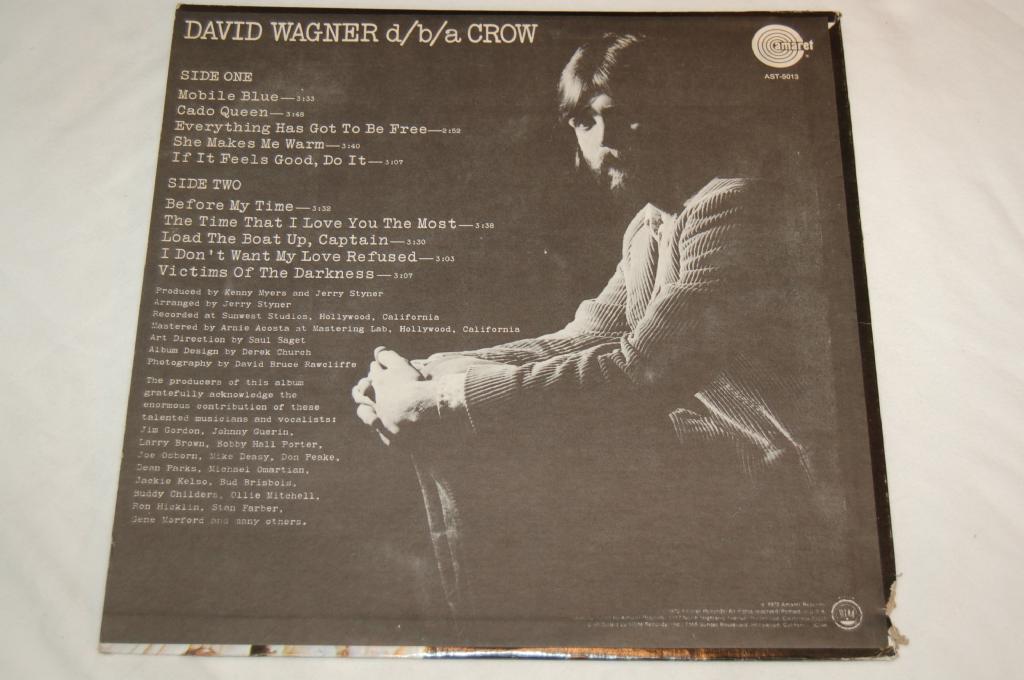 DAVID WAGNER d/b/a CROW
amaret
AST-5013
SIDE ONE
Mobile Blue—3:33
Cado Queen—3:48
Everything Has Got To Be Free—2:52
She Makes Me Warm—3:40
If It Feels Good, Do It—3:07
SIDE TWO
Before My Time—3:32
The Time That I Love You The Most—3:38
Load The Boat Up, Captain—3:30
I Don't Want My Love Refused—3:03
Victims Of The Darkness—3:07
Produced by Kenny Myers and Jerry Styner
Arranged by Jerry Styner
Recorded at Sunwest Studios, Hollywood, California
Mastered by Arnie Acosta at Mastering Lab, Hollywood, California
Art Direction by Saul Saget
Album Design by Derek Church
Photography by David Bruce Rawcliffe
The producers of this album
gratefully acknowledge the
enormous contribution of these
talented musicians and vocalists:
Jim Gordon, Johnny Guerin,
Larry Brown, Bobby Hall Porter,
Joe Osborn, Mike Deasy, Don Peake,
Dean Parks, Michael Omartian,
Jackie Kelso, Bud Brisbois,
Buddy Childers, Ollie Mitchell,
Ron Hicklin, Stan Farber,
Gene Morford and many others.
Amaret Records